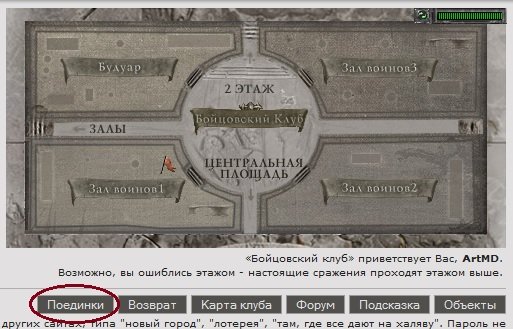 Будуар
Зал воинов3
2 ЭТАЖ
Бойцовский Клуб
ЗАЛЫ
ЦЕНТРАЛЬНАЯ
ПЛОЩАДЬ
Зал воинов1
Зал воинов2
«Бойцовский клуб» приветствует Вас, ArtMD.
Возможно, вы ошиблись этажом - настоящие сражения проходят этажом выше.
Поединки Возврат Карта клуба Форум Подсказка Объекты
других сайтах, типа "новый город", "лотерея", "там, где все дают на халяву". Пароль не